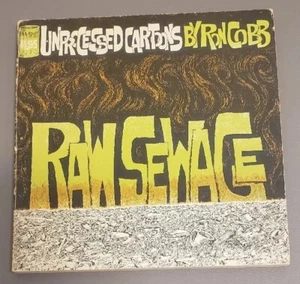 UNPROCESSED CARTOONS BY RON COBB
RAW SEWAGE